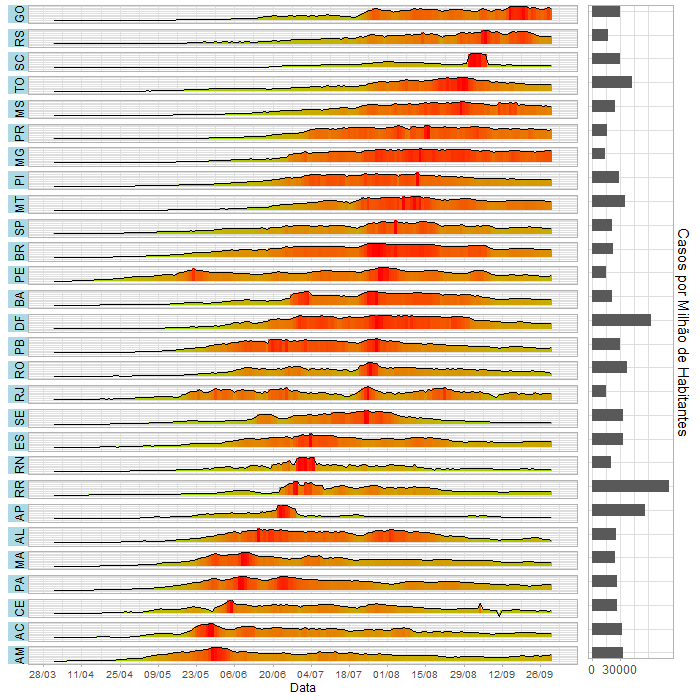 GO
RS
SC
TO
MS
PR
MG
PI
MT
SP
BR
PE
BA
DF
PB
RO
RJ
SE
ES
RN
RR
AP
AL
MA
PA
CE
AC
AM
28/03 11/04 25/04 09/05 23/05 06/06 20/06 04/07 18/07 01/08 15/08 29/08 12/09 26/09
Data
0 30000
Casos por Milhão de Habitantes